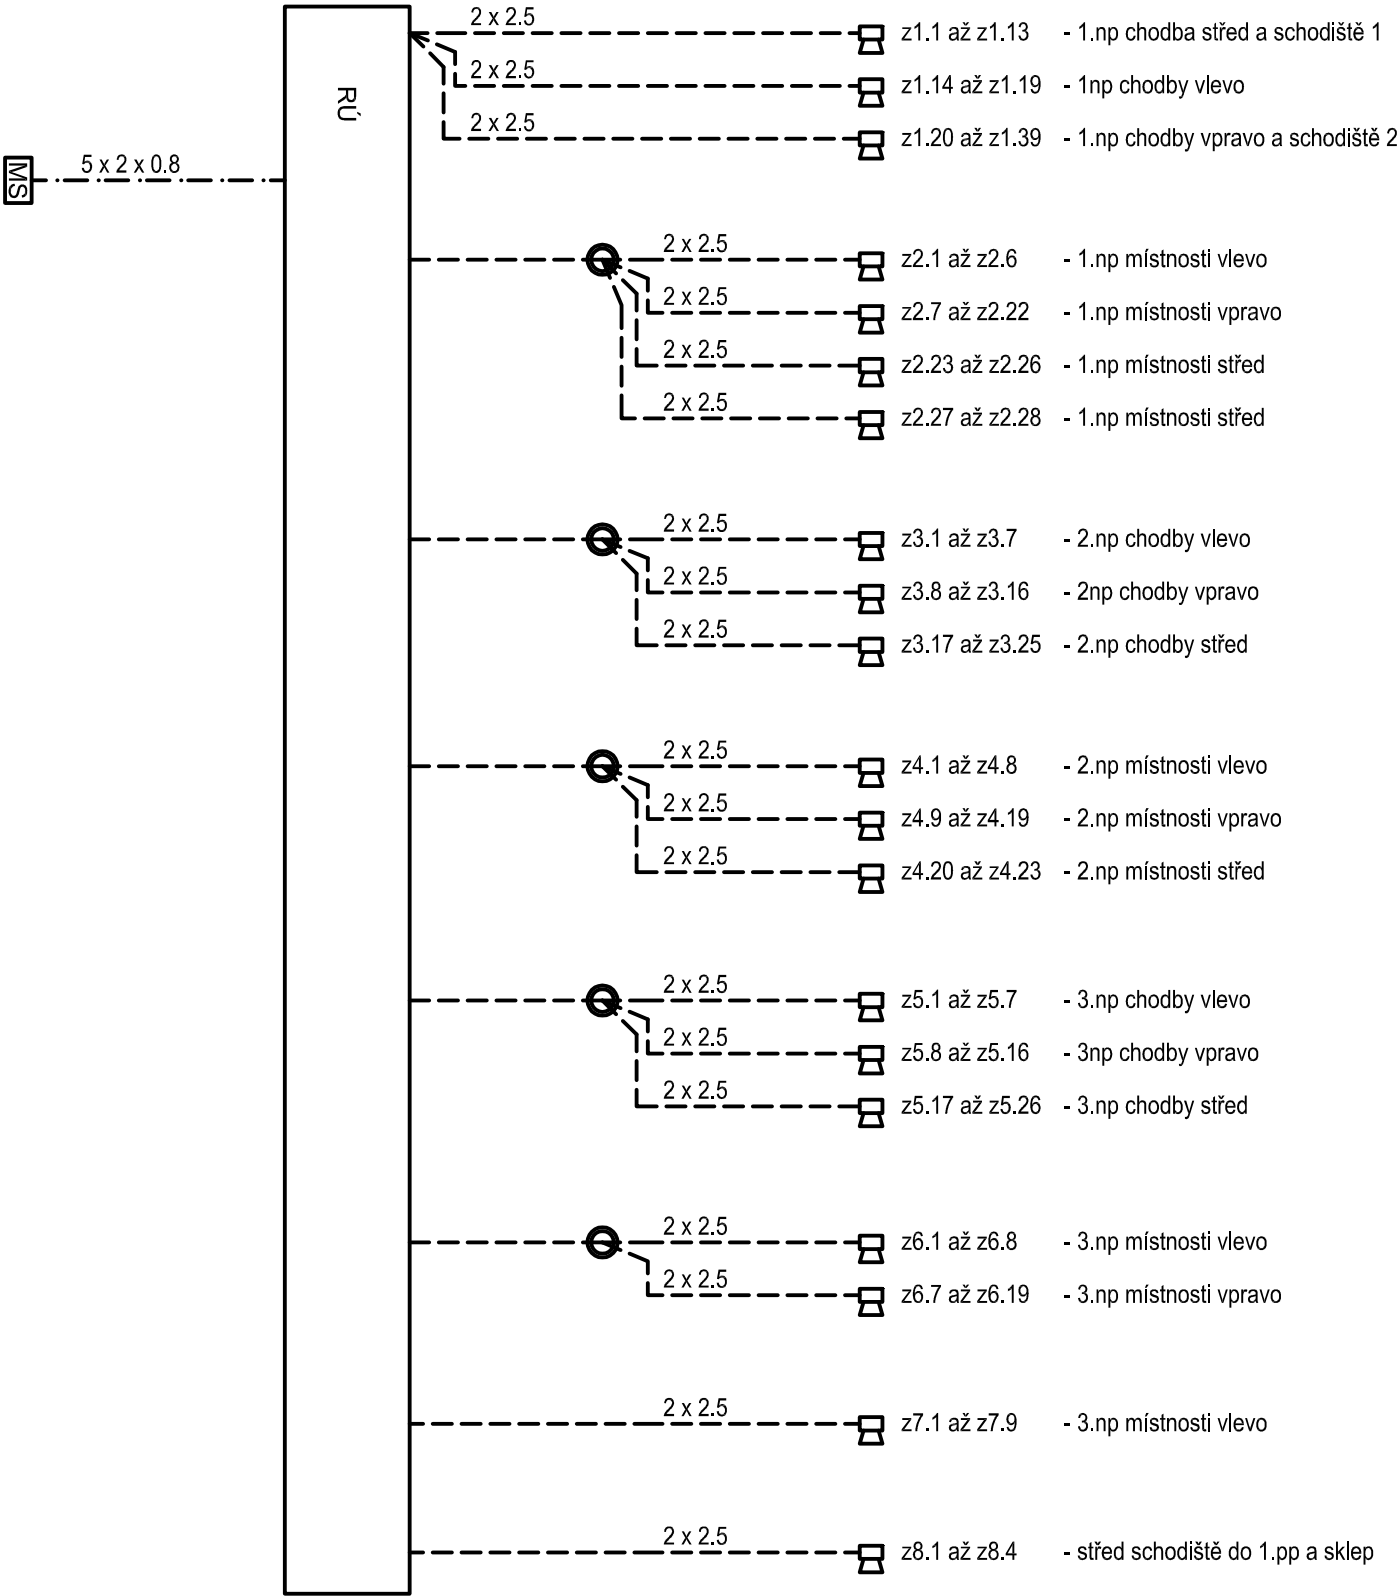 2 x 2.5
z1.1 až z1.13 - 1.np chodba střed a schodiště 1
2 x 2.5
z1.14 až z1.19 - 1np chodby vlevo
2 x 2.5
z1.20 až z1.39 - 1.np chodby vpravo a schodiště 2
RÚ
MS
5 x 2 x 0.8
2 x 2.5
z2.1 až z2.6 - 1.np místnosti vlevo
2 x 2.5
z2.7 až z2.22 - 1.np místnosti vpravo
2 x 2.5
z2.23 až z2.26 - 1.np místnosti střed
2 x 2.5
z2.27 až z2.28 - 1.np místnosti střed
2 x 2.5
z3.1 až z3.7 - 2.np chodby vlevo
2 x 2.5
z3.8 až z3.16 - 2np chodby vpravo
2 x 2.5
z3.17 až z3.25 - 2.np chodby střed
2 x 2.5
z4.1 až z4.8 - 2.np místnosti vlevo
2 x 2.5
z4.9 až z4.19 - 2.np místnosti vpravo
2 x 2.5
z4.20 až z4.23 - 2.np místnosti střed
2 x 2.5
z5.1 až z5.7 - 3.np chodby vlevo
2 x 2.5
z5.8 až z5.16 - 3np chodby vpravo
2 x 2.5
z5.17 až z5.26 - 3.np chodby střed
2 x 2.5
z6.1 až z6.8 - 3.np místnosti vlevo
2 x 2.5
z6.7 až z6.19 - 3.np místnosti vpravo
2 x 2.5
z7.1 až z7.9 - 3.np místnosti vlevo
2 x 2.5
z8.1 až z8.4 - střed schodiště do 1.pp a sklep